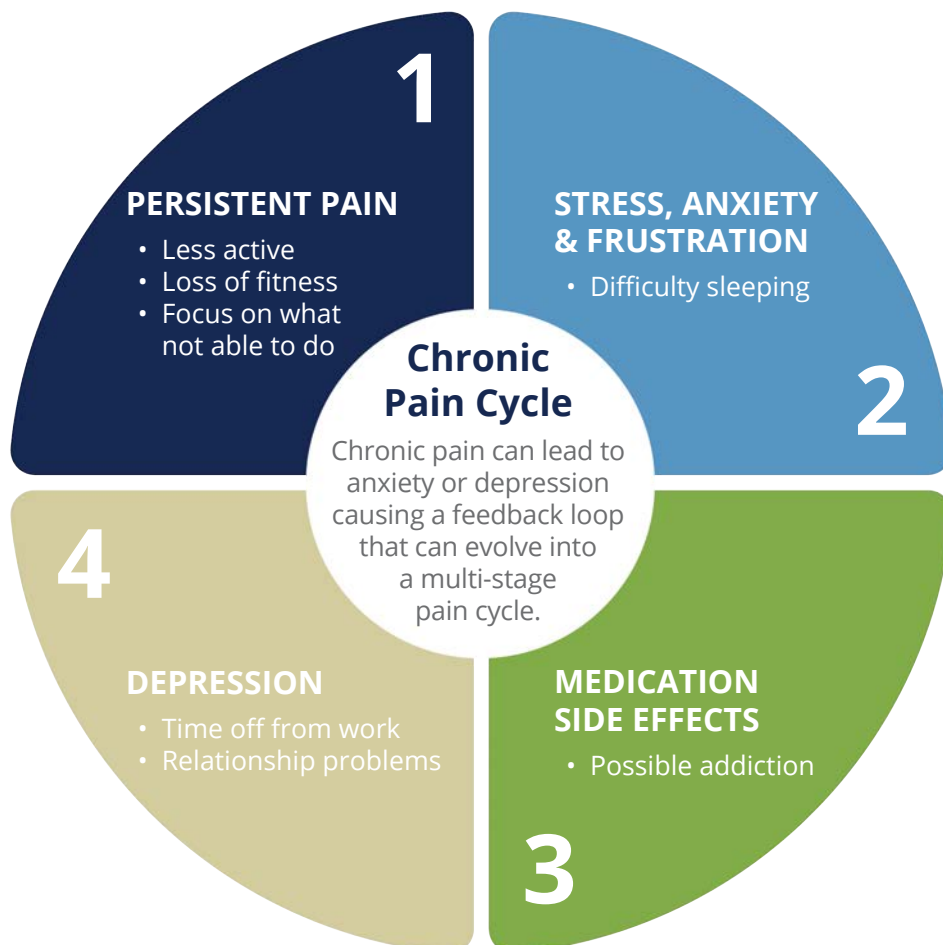 1
PERSISTENT PAIN
• Less active
• Loss of fitness
• Focus on what
not able to do
STRESS, ANXIETY
& FRUSTRATION
• Difficulty sleeping
2
Chronic
Pain Cycle
Chronic pain can lead to
anxiety or depression
causing a feedback loop
that can evolve into
a multi-stage
pain cycle.
MEDICATION
SIDE EFFECTS
• Possible addiction
3
4
DEPRESSION
• Time off from work
• Relationship problems